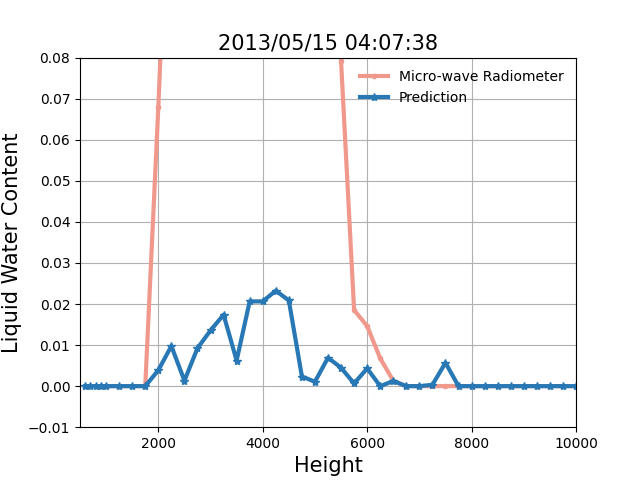 2013/05/15 04:07:38
Micro-wave Radiometer
Prediction
Liquid Water Content
0.08
0.07
0.06
0.05
0.04
0.03
0.02
0.01
0.00
−0.01
2000 4000 6000 8000 10000
Height